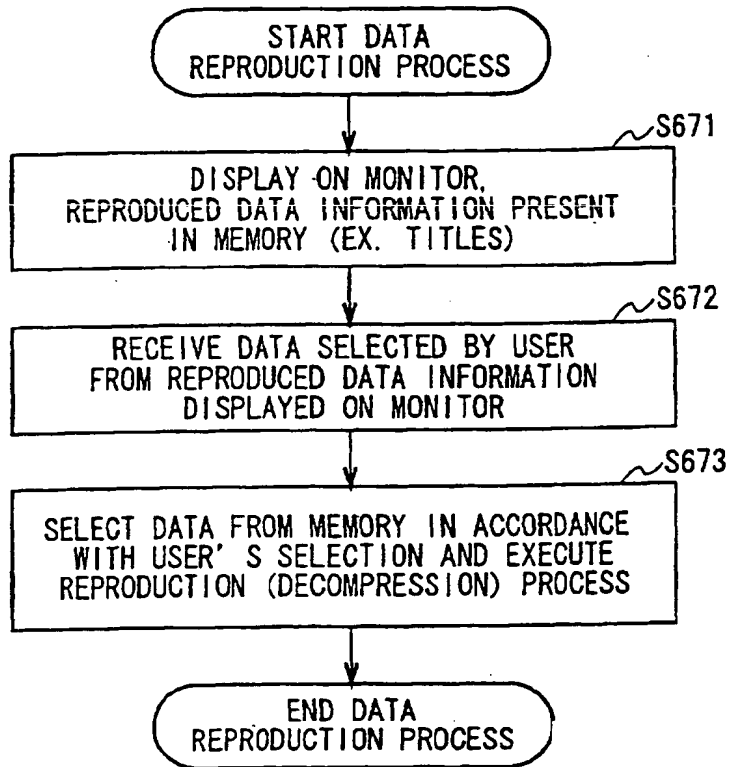 START DATA
REPRODUCTION PROCESS
S671
DISPLAY ON MONITOR,
REPRODUCED DATA INFORMATION PRESENT
IN MEMORY (EX. TITLES)
S672
RECEIVE DATA SELECTED BY USER
FROM REPRODUCED DATA INFORMATION
DISPLAYED ON MONITOR
S673
SELECT DATA FROM MEMORY IN ACCORDANCE
WITH USER'S SELECTION AND EXECUTE
REPRODUCTION (DECOMPRESSION) PROCESS
END DATA
REPRODUCTION PROCESS